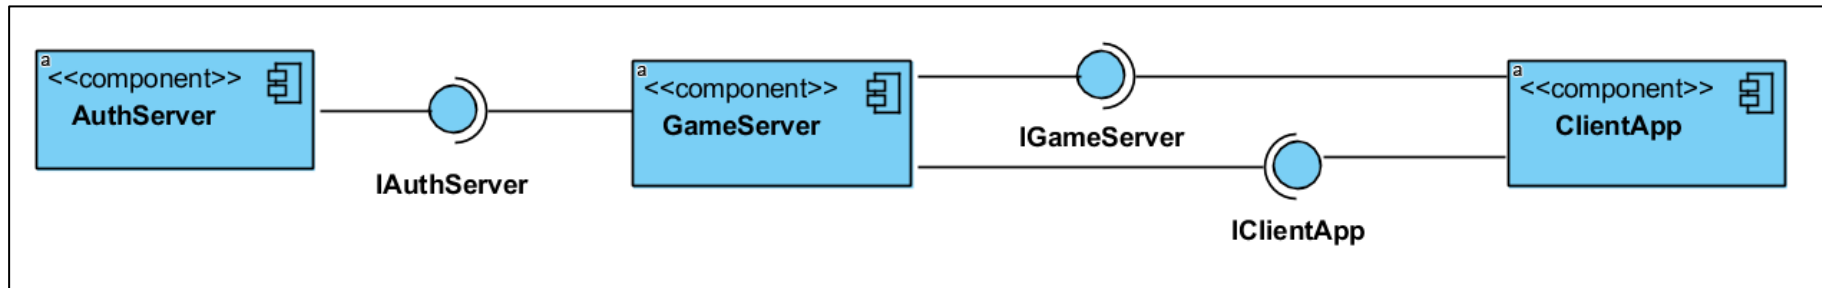 a
<<component>>
AuthServer
IAuthServer
a
<<component>>
GameServer
IGameServer
IClientApp
a
<<component>>
ClientApp